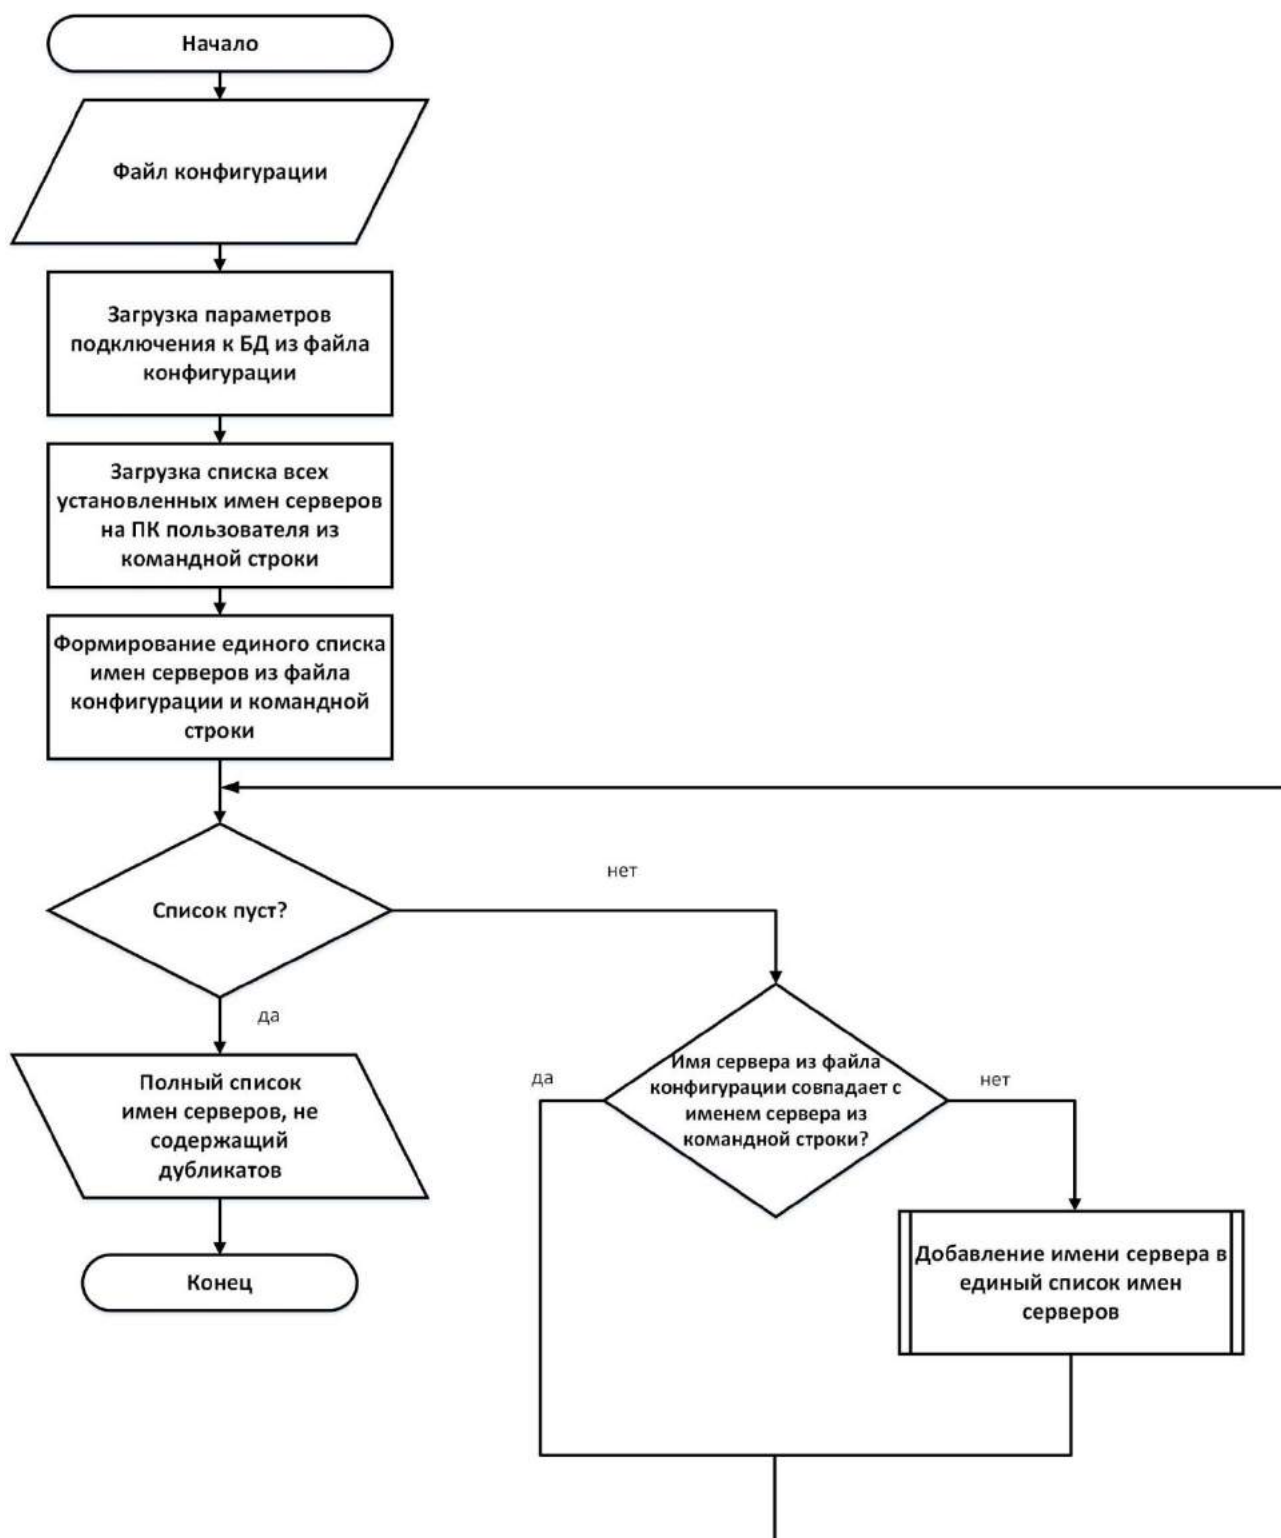 Начало
Файл конфигурации
Загрузка параметров
подключения к БД из файла
конфигурации
Загрузка списка всех
установленных имен серверов
на ПК пользователя из
командной строки
Формирование единого списка
имен серверов из файла
конфигурации и командной
строки
Список пуст?
нет
да
Имя сервера из файла
конфигурации совпадает с
именем сервера из
командной строки?
да
нет
Полный список
имен серверов, не
содержащий
дубликатов
Добавление имени сервера в
единый список имен
серверов
Конец